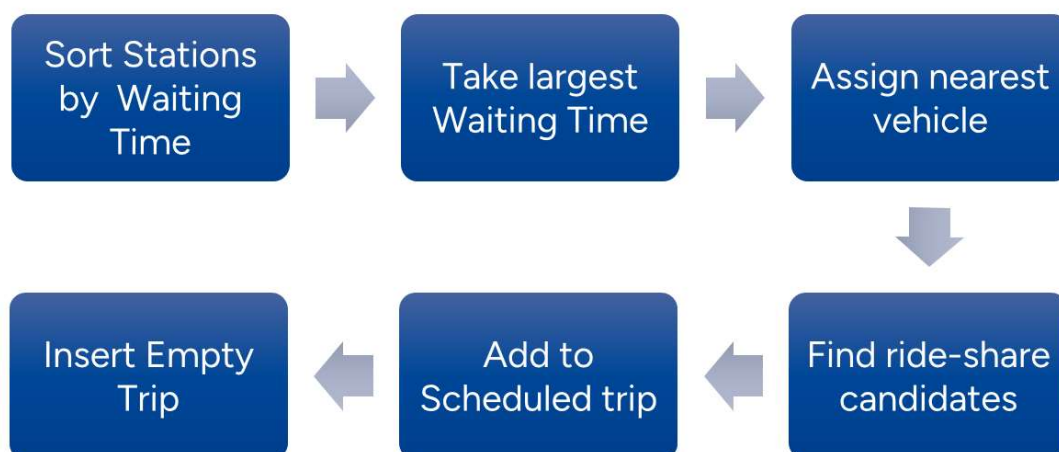 Sort Stations
by Waiting
Time
Take largest
Waiting Time
Assign nearest
vehicle
Find ride-share
candidates
Add to
Scheduled trip
Insert Empty
Trip